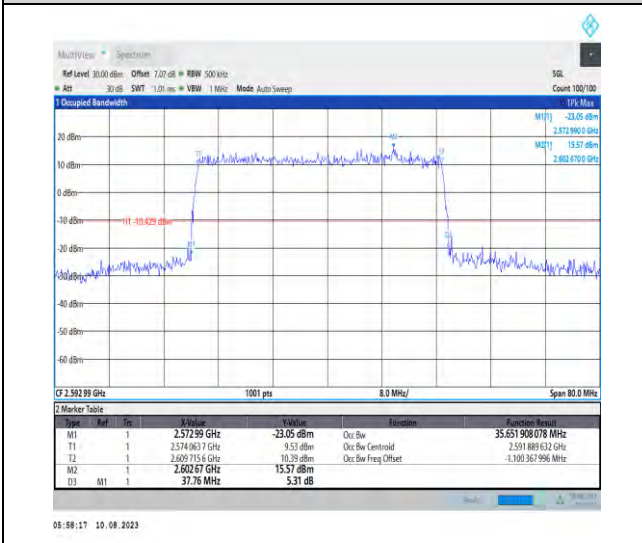 MultiView Spectrum
Ref Level 30.00 dBm Offset 7.07 dB RBW 500 kHz SGL
Att 30 dB SWT 1.01 ms VBW 1 MHz Mode Auto Sweep Count 100/100
1 Occupied Bandwidth 1Pk Max
M1[1] -23.05 dBm
2.572 990 0 GHz
M2[1] 15.57 dBm
2.602 670 0 GHz
20 dBm
10 dBm
0 dBm
-10 dBm
H1 -10.429 dBm
-20 dBm
-30 dBm
-40 dBm
-50 dBm
-60 dBm
CF 2.592 99 GHz 1001 pts 8.0 MHz/ Span 80.0 MHz
2 Marker Table
Type Ref Trc X-Value Y-Value Function Function Result
M1 1 2.572 99 GHz -23.05 dBm Occ Bw 35.651 908 078 MHz
T1 1 2.574 063 7 GHz 9.53 dBm Occ Bw Centroid 2.591 889 632 GHz
T2 1 2.609 715 6 GHz 10.39 dBm Occ Bw Freq Offset -1.100 367 996 MHz
M2 1 2.602 67 GHz 15.57 dBm
D3 M1 1 37.76 MHz 5.31 dB
05:58:17 10.08.2023